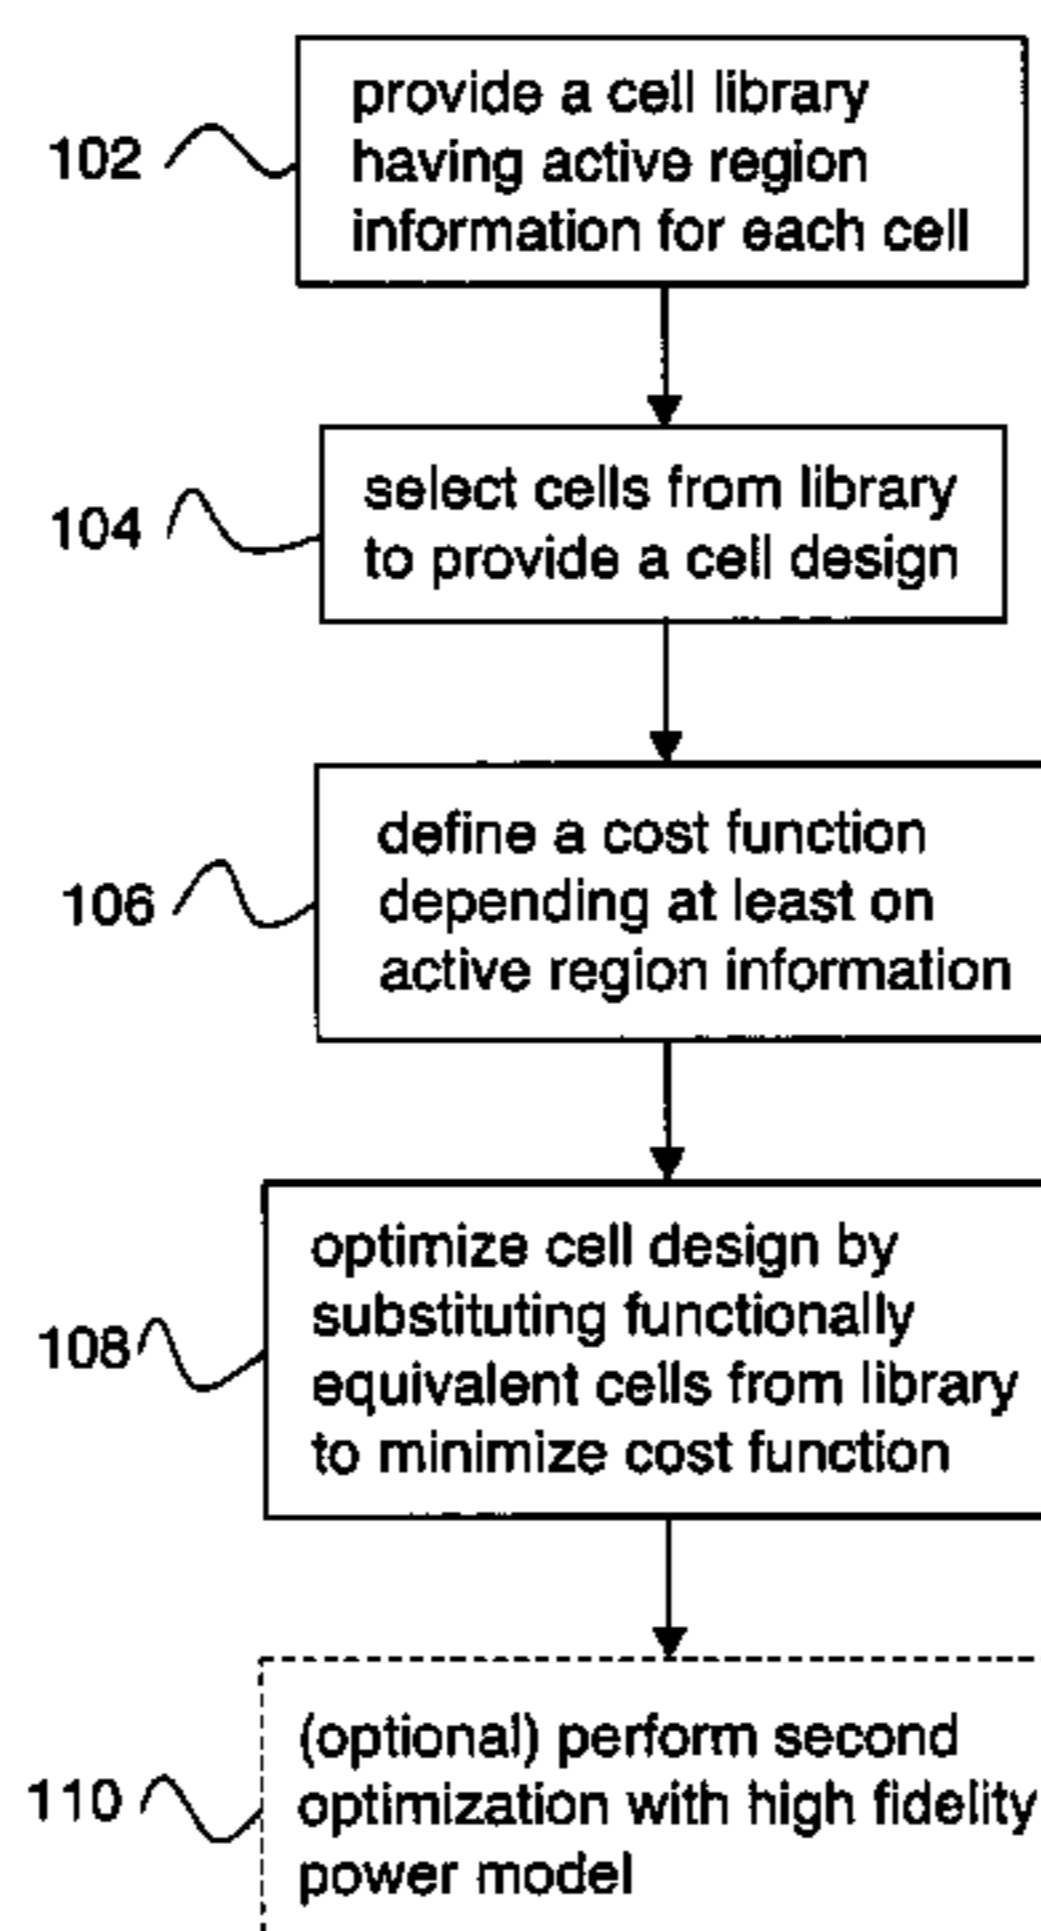 provide a cell library
102
having active region
information for each cell
select cells from library
104
to provide a cell design
define a cost function
106
depending at least on
active region information
optimize cell design by
substituting functionally
108
equivalent cells from library
to minimize cost function
(optional) perform second
110
optimization with high fidelity
power model